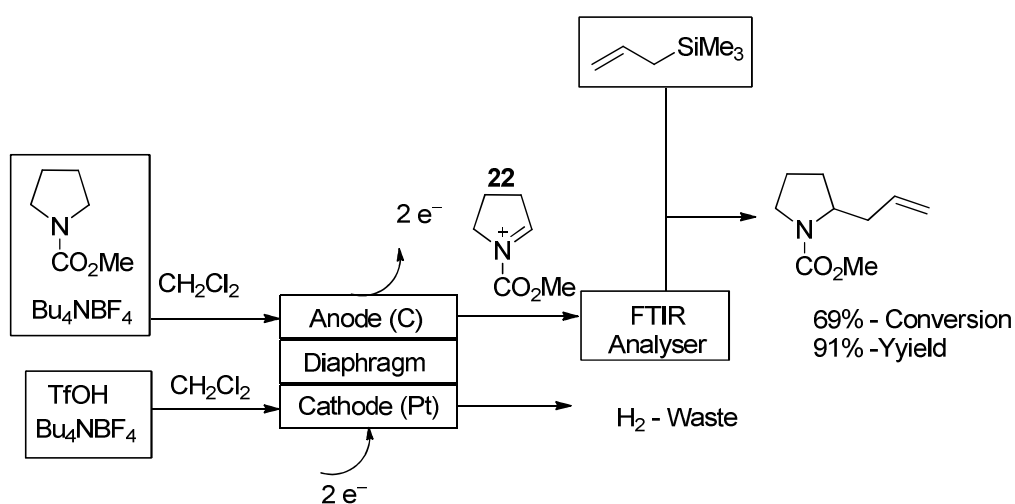 SiMe3
N
CO2Me
Bu4NBF4
CH2Cl2
2 e−
22
N
+
CO2Me
N
CO2Me
Anode (C)
Diaphragm
Cathode (Pt)
FTIR
Analyser
69% - Conversion
91% -Yyield
TfOH
Bu4NBF4
CH2Cl2
H2 - Waste
2 e−